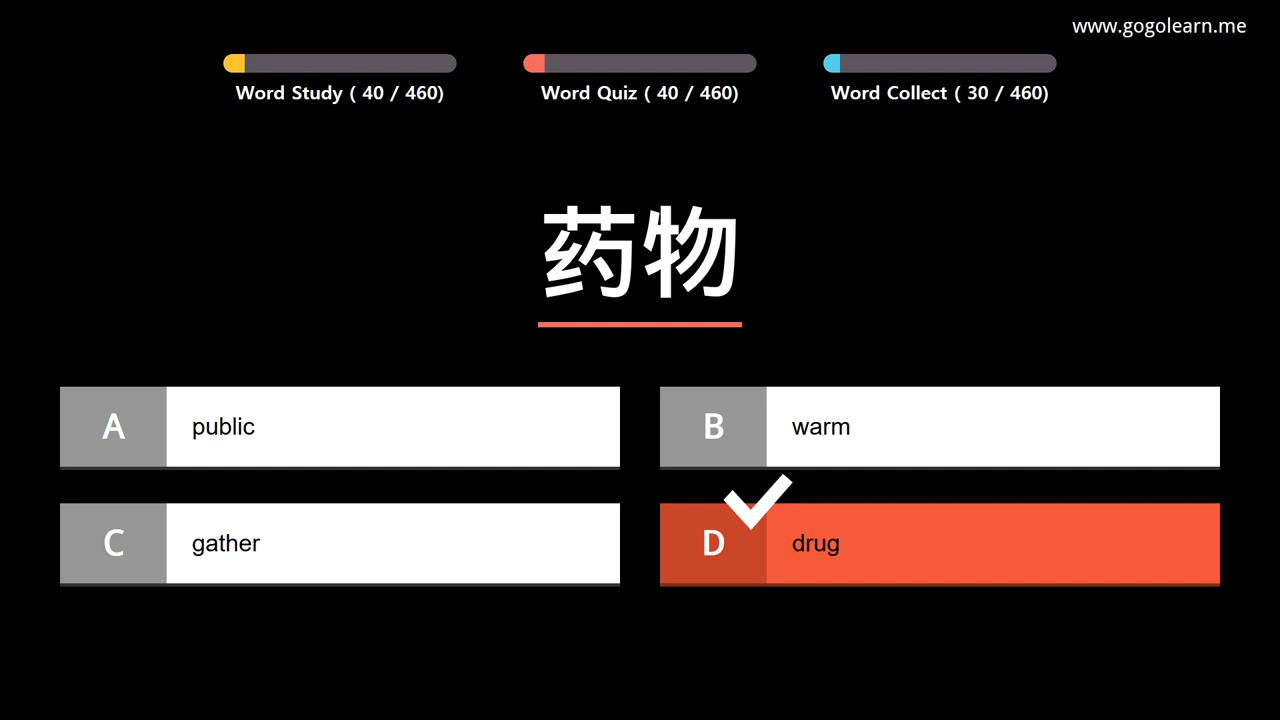 www.gogolearn.me
Word Study ( 40 / 460)
Word Quiz ( 40 / 460)
Word Collect ( 30 / 460)
药物
A public
B warm
C gather
D drug